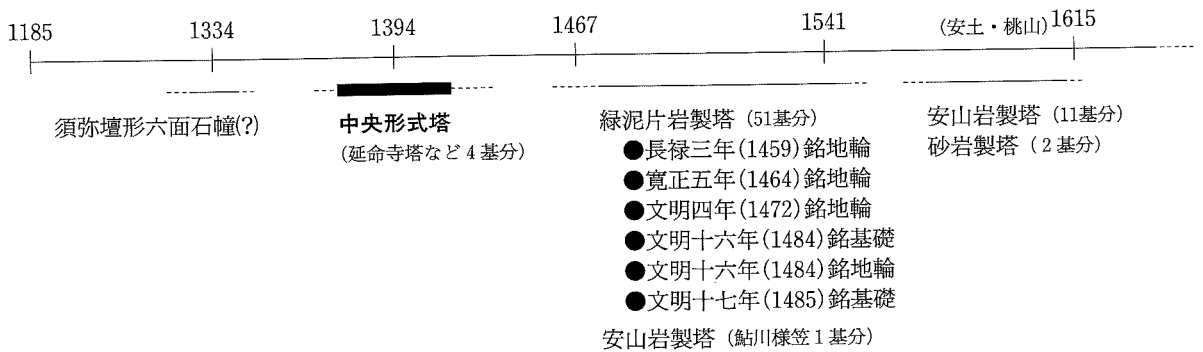 1185 1334 1394 1467 1541 (安土・桃山) 1615
須弥壇形六面石幢(?)
中央形式塔
(延命寺塔など4基分)
緑泥片岩製塔 (51基分)
●長禄三年(1459)銘地輪
●寛正五年(1464)銘地輪
●文明四年(1472)銘地輪
●文明十六年(1484)銘基礎
●文明十六年(1484)銘地輪
●文明十七年(1485)銘基礎
安山岩製塔 (鮎川様笠1基分)
安山岩製塔 (11基分)
砂岩製塔 (2基分)